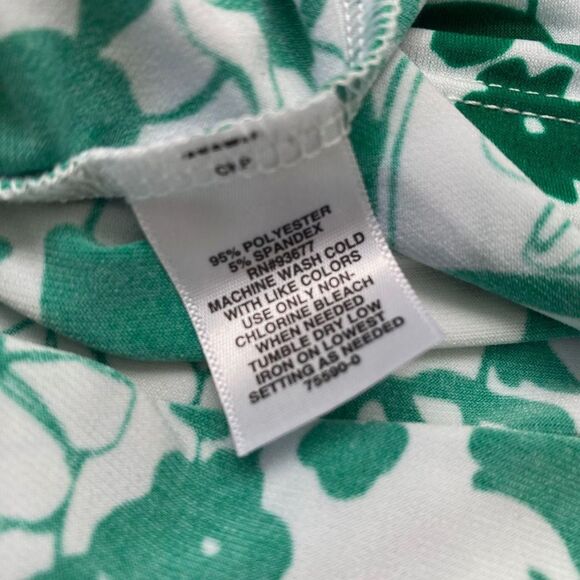 95% POLYESTER
5% SPANDEX
RN#93677
MACHINE WASH COLD
WITH LIKE COLORS
USE ONLY NON-
CHLORINE BLEACH
WHEN NEEDED
TUMBLE DRY LOW
IRON ON LOWEST
SETTING AS NEEDED
75590-0